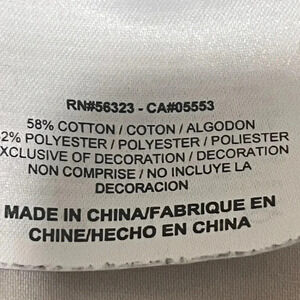 RN#56323 - CA#05553
58% COTTON / COTON / ALGODON
2% POLYESTER / POLYESTER / POLIESTER
EXCLUSIVE OF DECORATION / DECORATION
NON COMPRISE / NO INCLUYE LA
DECORACION
MADE IN CHINA/FABRIQUE EN
CHINE/HECHO EN CHINA